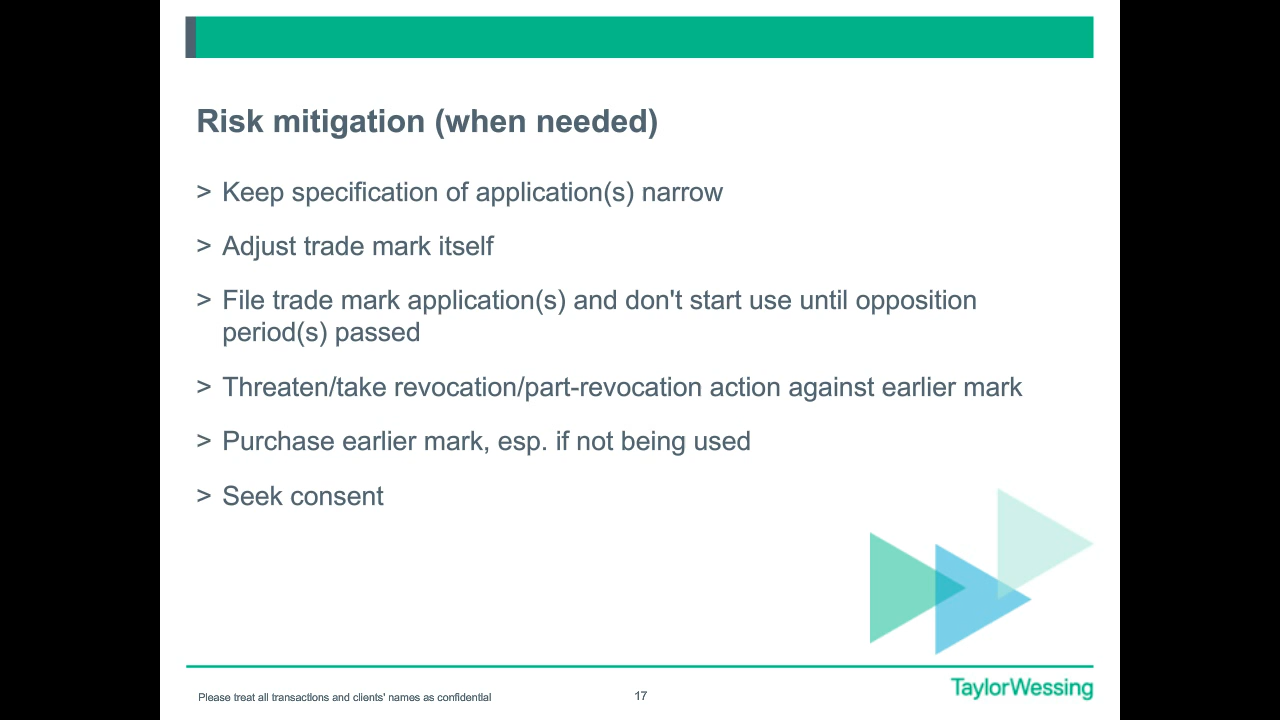 Risk mitigation (when needed)
> Keep specification of application(s) narrow
> Adjust trade mark itself
> File trade mark application(s) and don't start use until opposition
period(s) passed
> Threaten/take revocation/part-revocation action against earlier mark
> Purchase earlier mark, esp. if not being used
> Seek consent
Please treat all transactions and clients' names as confidential
17
TaylorWessing